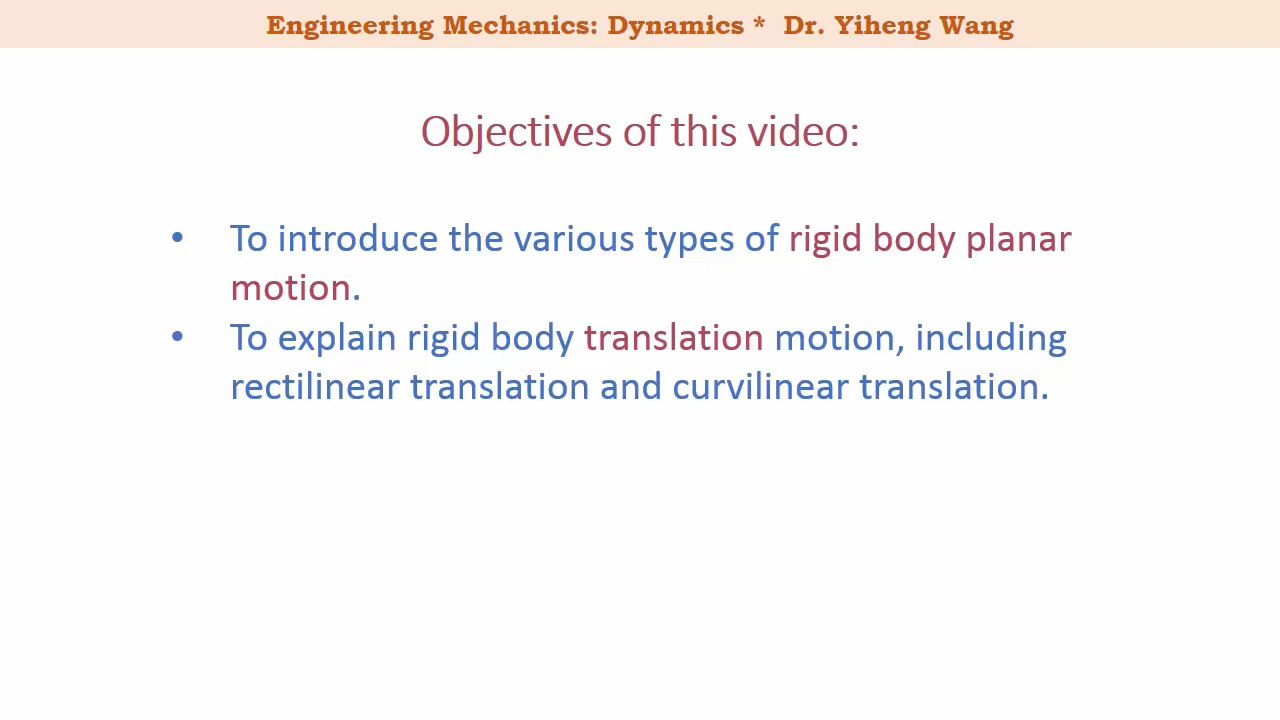 Engineering Mechanics: Dynamics * Dr. Yiheng Wang
Objectives of this video:
• To introduce the various types of rigid body planar
motion.
• To explain rigid body translation motion, including
rectilinear translation and curvilinear translation.